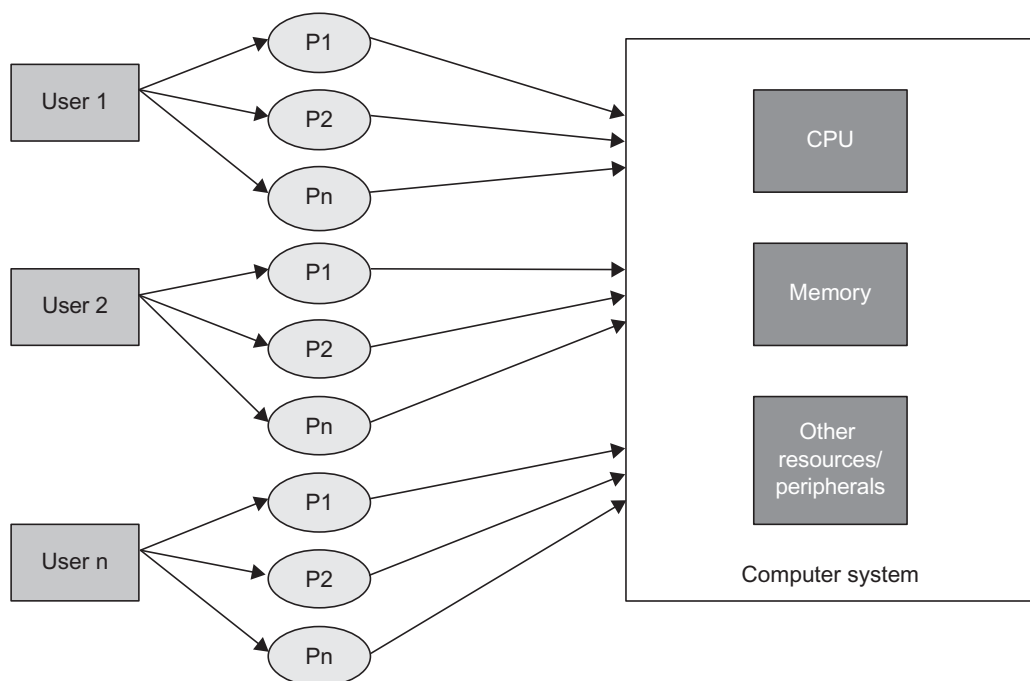 User 1
P1
P2
Pn
User 2
P1
P2
Pn
User n
P1
P2
Pn
CPU
Memory
Other
resources/
peripherals
Computer system